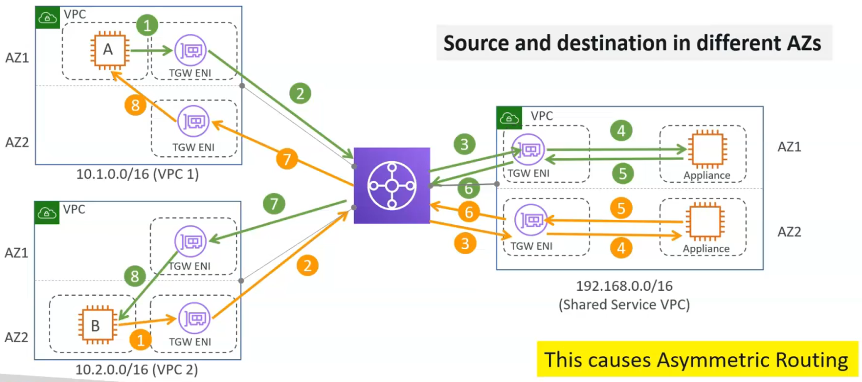 VPC
Source and destination in different AZs
A
1
AZ1
TGW ENI
2
8
AZ2
TGW ENI
7
10.1.0.0/16 (VPC 1)
VPC
3
4
AZ1
TGW ENI
5
Appliance
6
6
5
AZ2
3
TGW ENI
4
Appliance
192.168.0.0/16
(Shared Service VPC)
VPC
7
AZ1
TGW ENI
2
8
B
1
AZ2
TGW ENI
10.2.0.0/16 (VPC 2)
This causes Asymmetric Routing